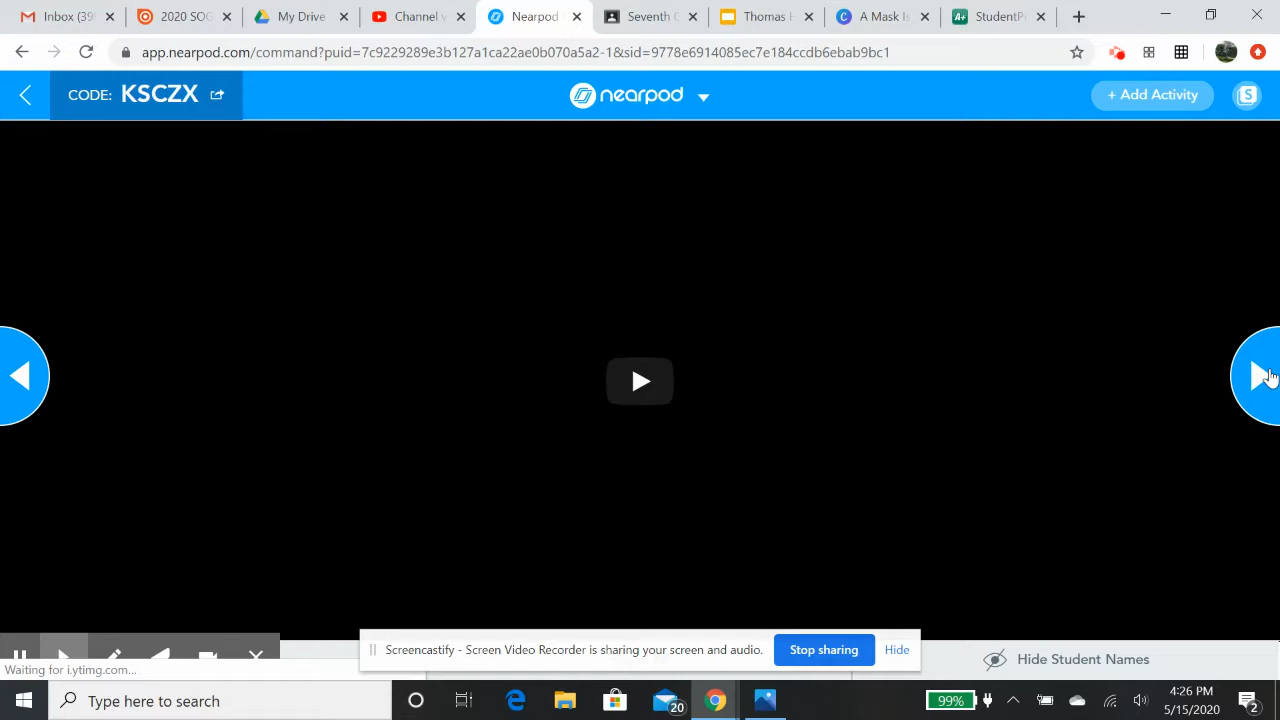 Inbox (39
2020 SOG
My Drive
Channel v
Nearpod
Seventh G
Thomas E
A Mask Is
StudentPi
app.nearpod.com/command?puid=7c9229289e3b127a1ca22ae0b070a5a2-1&sid=9778e6914085ec7e184ccdb6ebab9bc1
CODE: KSCZX
nearpod
+ Add Activity
S
Screencastify - Screen Video Recorder is sharing your screen and audio.
Stop sharing
Hide
Hide Student Names
Waiting for i.ytimg.com...
Type here to search
20
99%
4:26 PM
5/15/2020
2